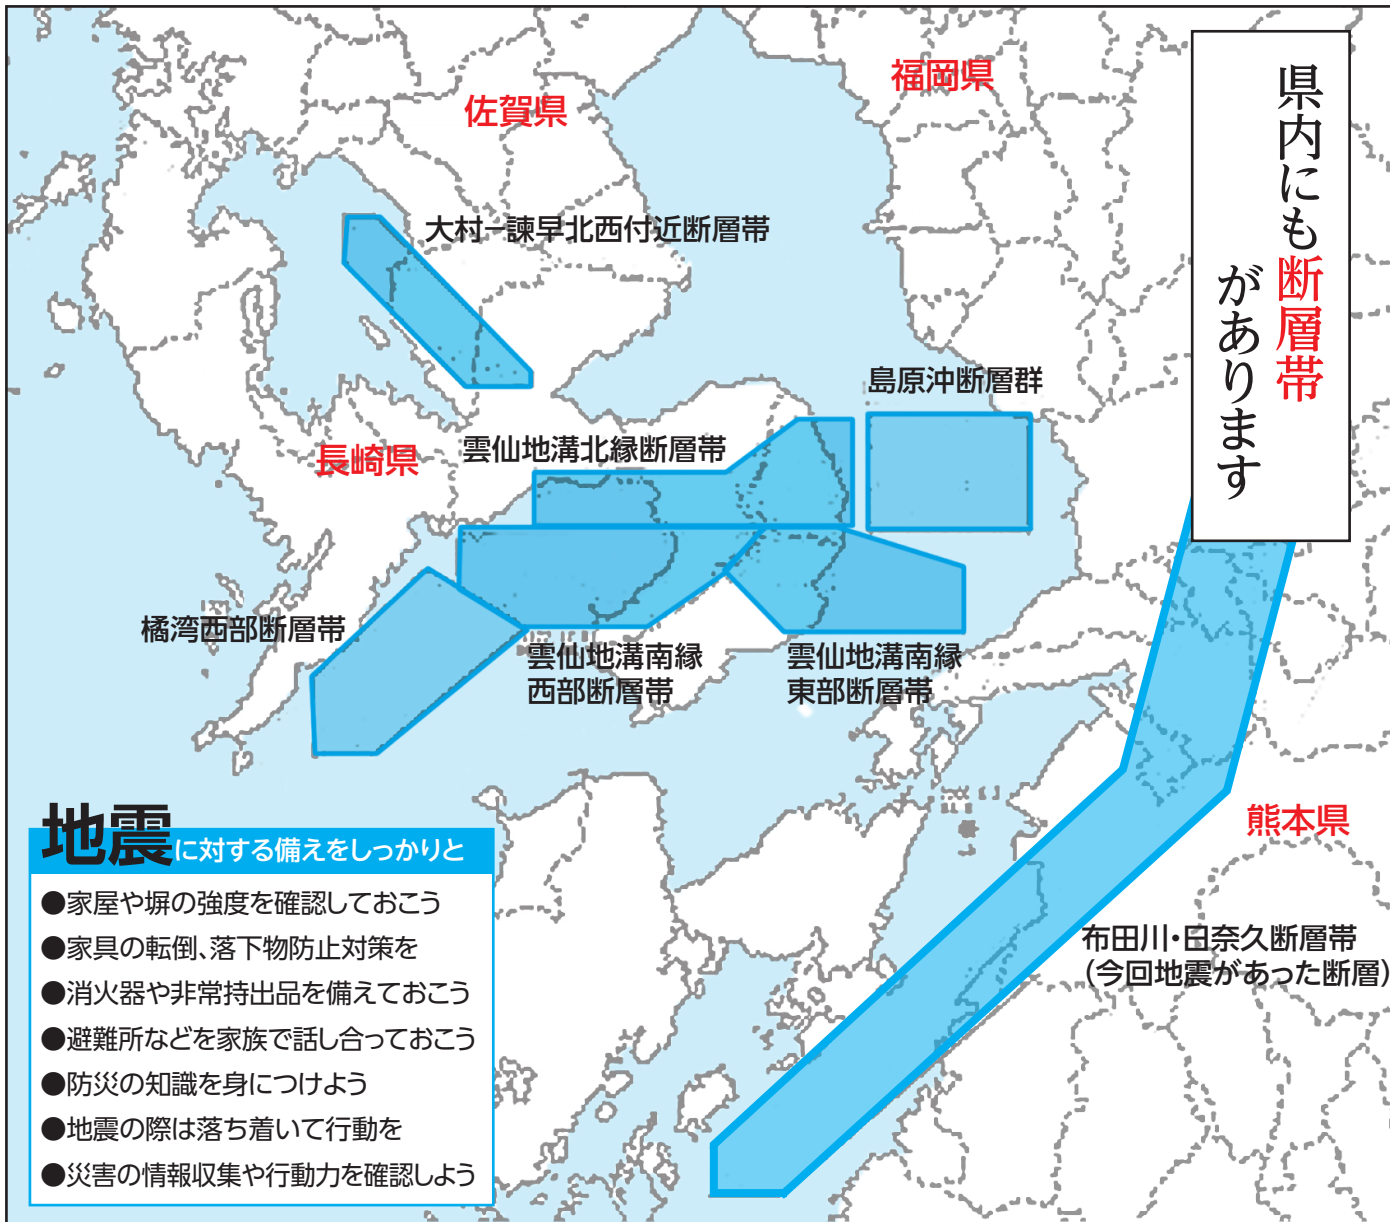 県内にも断層帯
があります
福岡県
佐賀県
大村ー諫早北西付近断層帯
島原沖断層群
長崎県
雲仙地溝北縁断層帯
橘湾西部断層帯
雲仙地溝南縁
西部断層帯
雲仙地溝南縁
東部断層帯
熊本県
布田川・日奈久断層帯
（今回地震があった断層）
地震に対する備えをしっかりと
●家屋や塀の強度を確認しておこう
●家具の転倒、落下物防止対策を
●消火器や非常持出品を備えておこう
●避難所などを家族で話し合っておこう
●防災の知識を身につけよう
●地震の際は落ち着いて行動を
●災害の情報収集や行動力を確認しよう